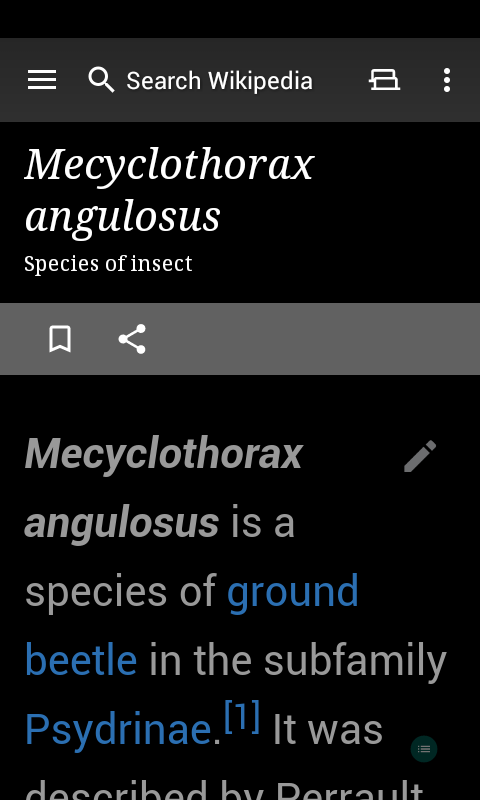 Search Wikipedia
Mecyclothorax
angulosus
Species of insect
Mecyclothorax
angulosus is a
species of ground
beetle in the subfamily
Psydrinae.[1] It was
described by Perrault